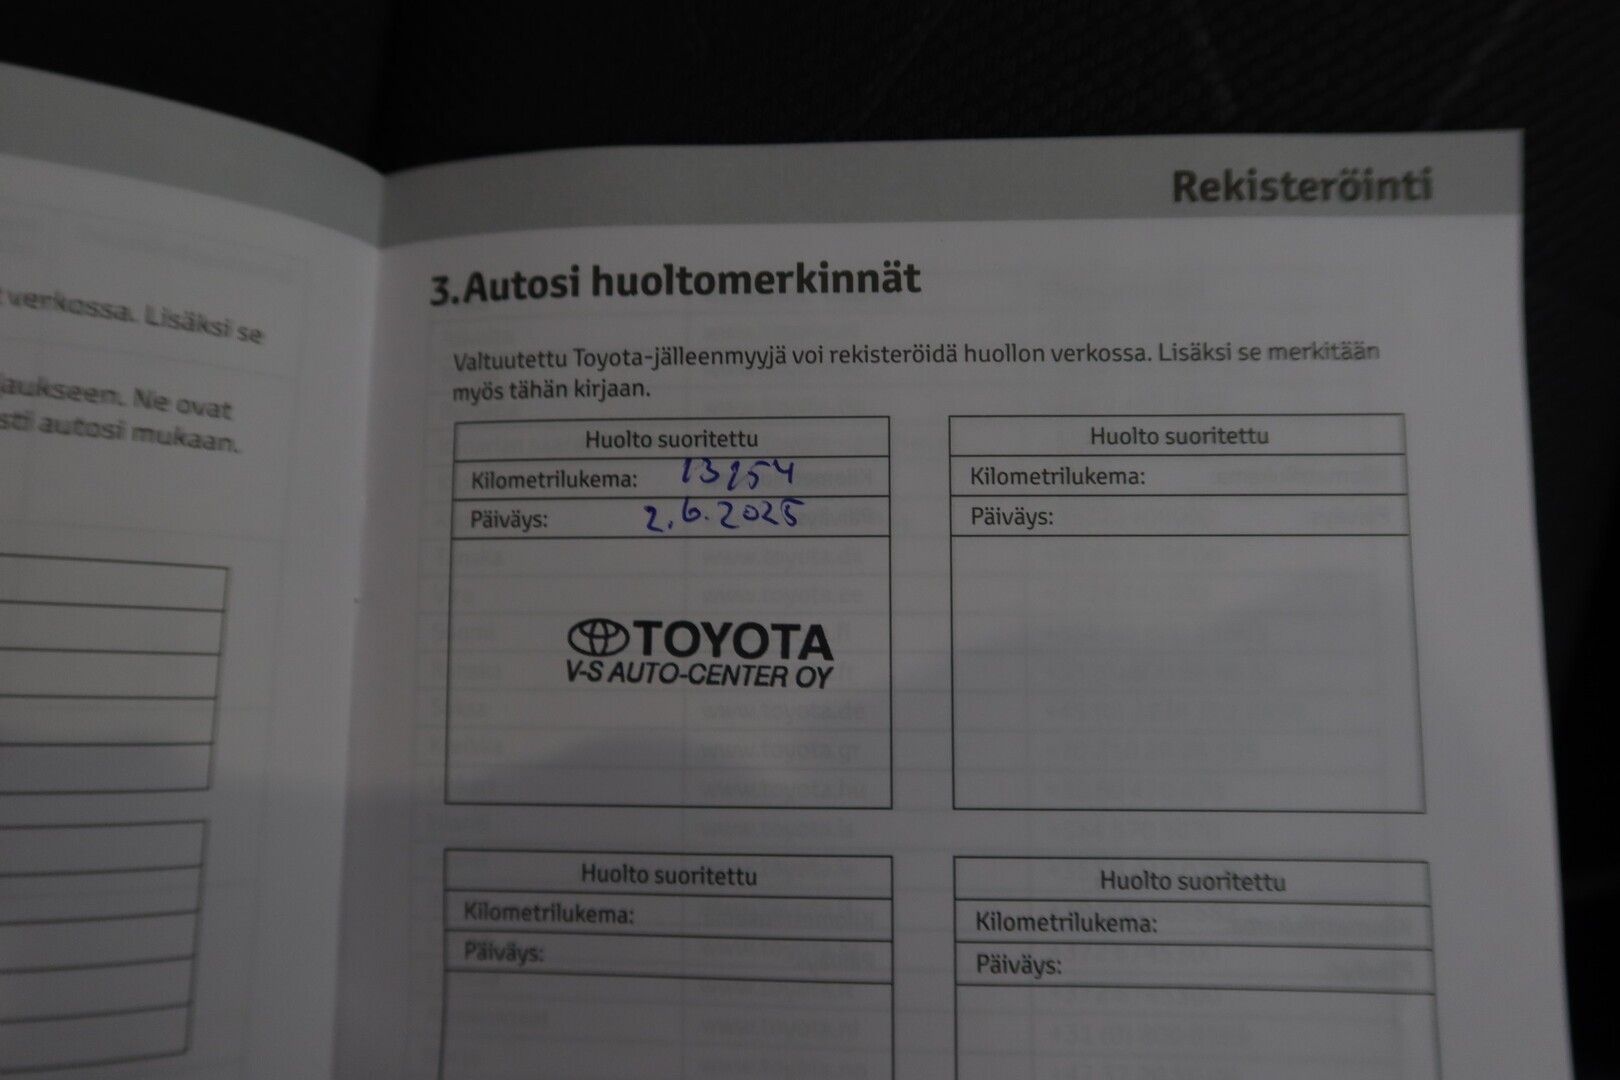 t verkossa. Lisäksi se
aukseen. Ne ovat
sti autosi mukaan.
Rekisteröinti
3.Autosi huoltomerkinnät
Valtuutettu Toyota-jälleenmyyjä voi rekisteröidä huollon verkossa. Lisäksi se merkitään
myös tähän kirjaan.
Huolto suoritettu
Kilometrilukema: 13154
Päiväys: 2.6.2025
TOYOTA
V-S AUTO-CENTER OY
Huolto suoritettu
Kilometrilukema:
Päiväys:
Huolto suoritettu
Kilometrilukema:
Päiväys:
Huolto suoritettu
Kilometrilukema:
Päiväys: